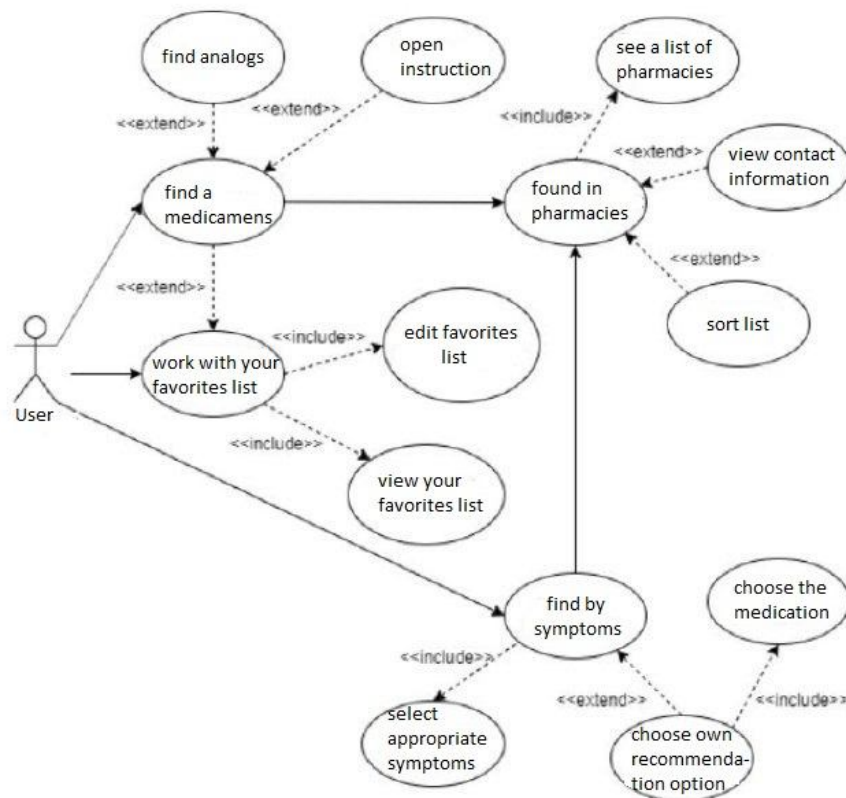 find analogs
open
instruction
see a list of
pharmacies
<<extend>>
<<extend>>
<<include>>
<<extend>>
view contact
information
find a
medicamens
found in
pharmacies
<<extend>>
<<extend>>
sort list
<<include>>
edit favorites
list
work with your
favorites list
User
<<include>>
view your
favorites list
find by
symptoms
choose the
medication
<<include>>
<<extend>>
<<include>>
select
appropriate
symptoms
choose own
recommenda-
tion option